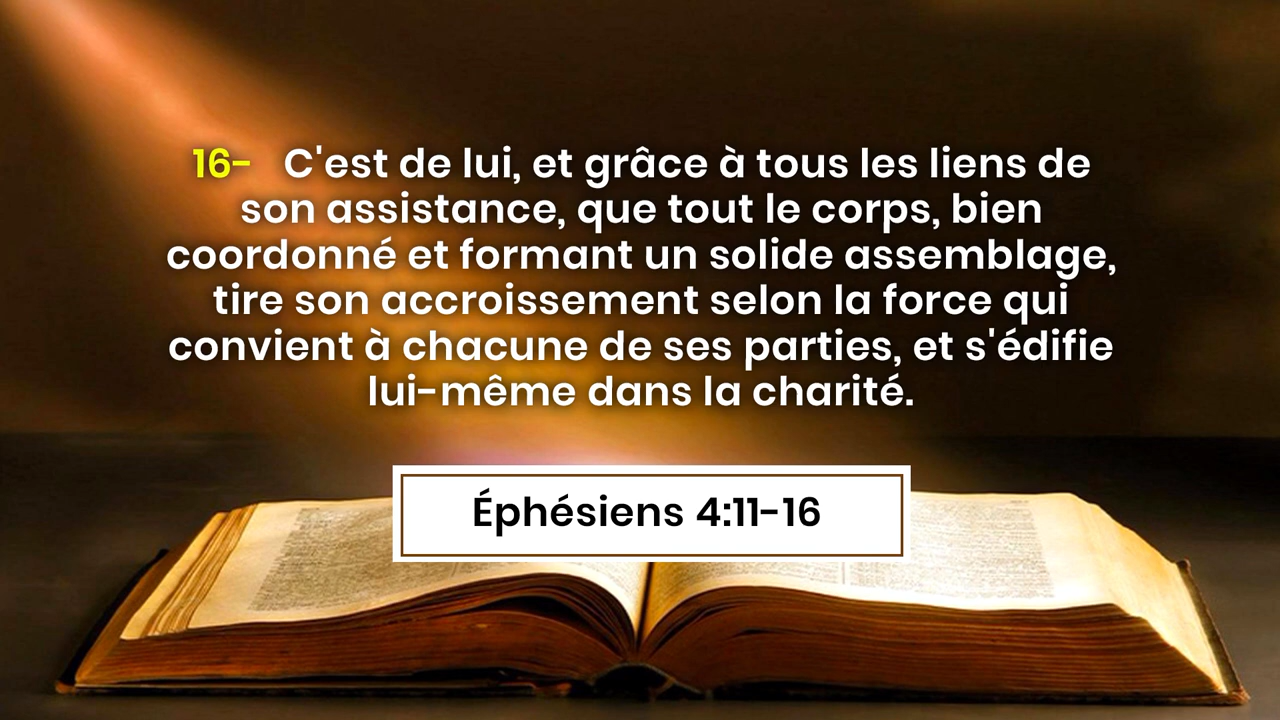 16- C'est de lui, et grâce à tous les liens de
son assistance, que tout le corps, bien
coordonné et formant un solide assemblage,
tire son accroissement selon la force qui
convient à chacune de ses parties, et s'édifie
lui-même dans la charité.
Éphésiens 4:11-16